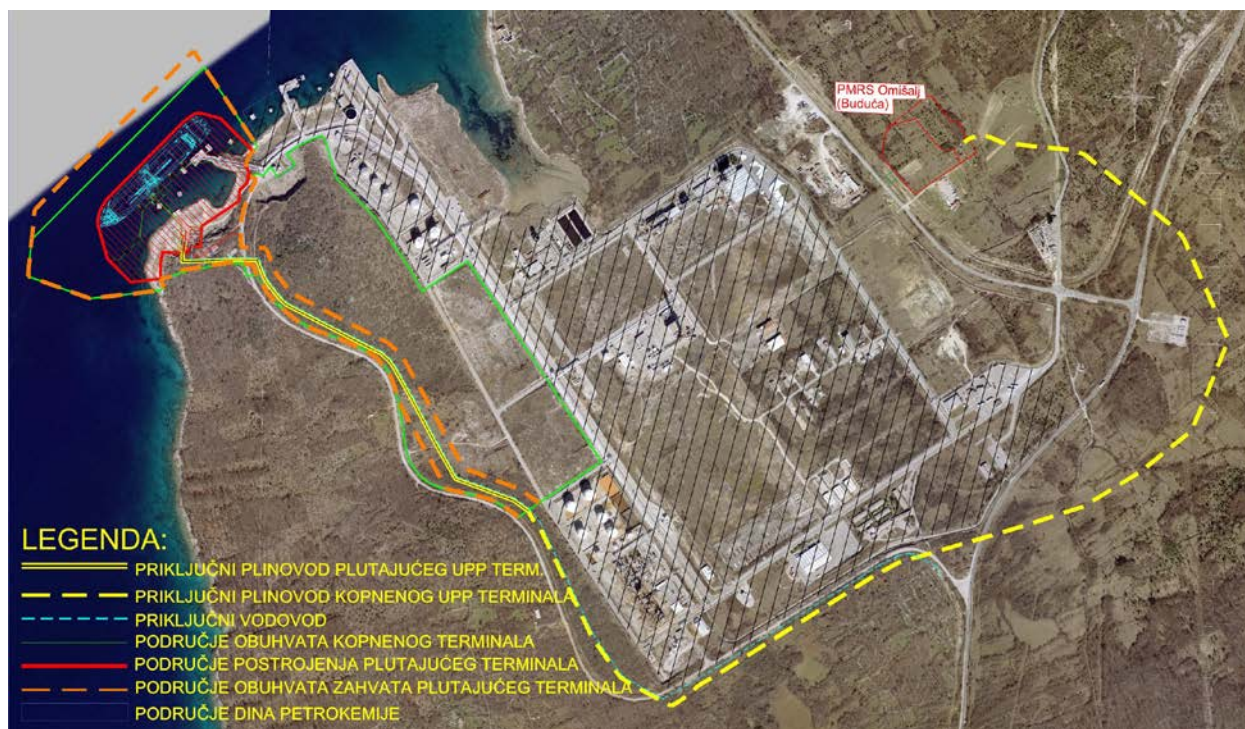 PMRS Omišalj
(Buduća)
LEGENDA:
PRIKLJUČNI PLINOVOD PLUTAJUĆEG UPP TERM.
PRIKLJUČNI PLINOVOD KOPNENOG UPP TERMINALA
PRIKLJUČNI VODOVOD
PODRUČJE OBUHVATA KOPNENOG TERMINALA
PODRUČJE POSTROJENJA PLUTAJUĆEG TERMINALA
PODRUČJE OBUHVATA ZAHVATA PLUTAJUĆEG TERMINALA
PODRUČJE DINA PETROKEMIJE